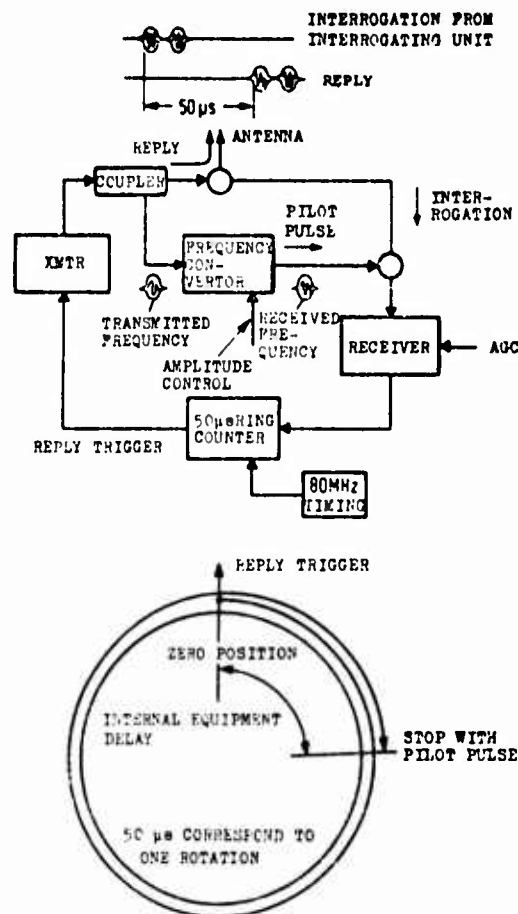 INTERROGATION FROM
INTERROGATING UNIT
REPLY
50µs
REPLY
ANTENNA
COUPLER
INTER-
ROGATION
PILOT
PULSE
XMTR
FREQUENCY
CON-
VERTOR
TRANSMITTED
FREQUENCY
RECEIVED
FRE-
QUENCY
RECEIVER
AGC
AMPLITUDE
CONTROL
50µsRING
COUNTER
REPLY TRIGGER
80MHz
TIMING
REPLY TRIGGER
ZERO POSITION
INTERNAL EQUIPMENT
DELAY
STOP WITH
PILOT PULSE
50 µs CORRESPOND TO
ONE ROTATION